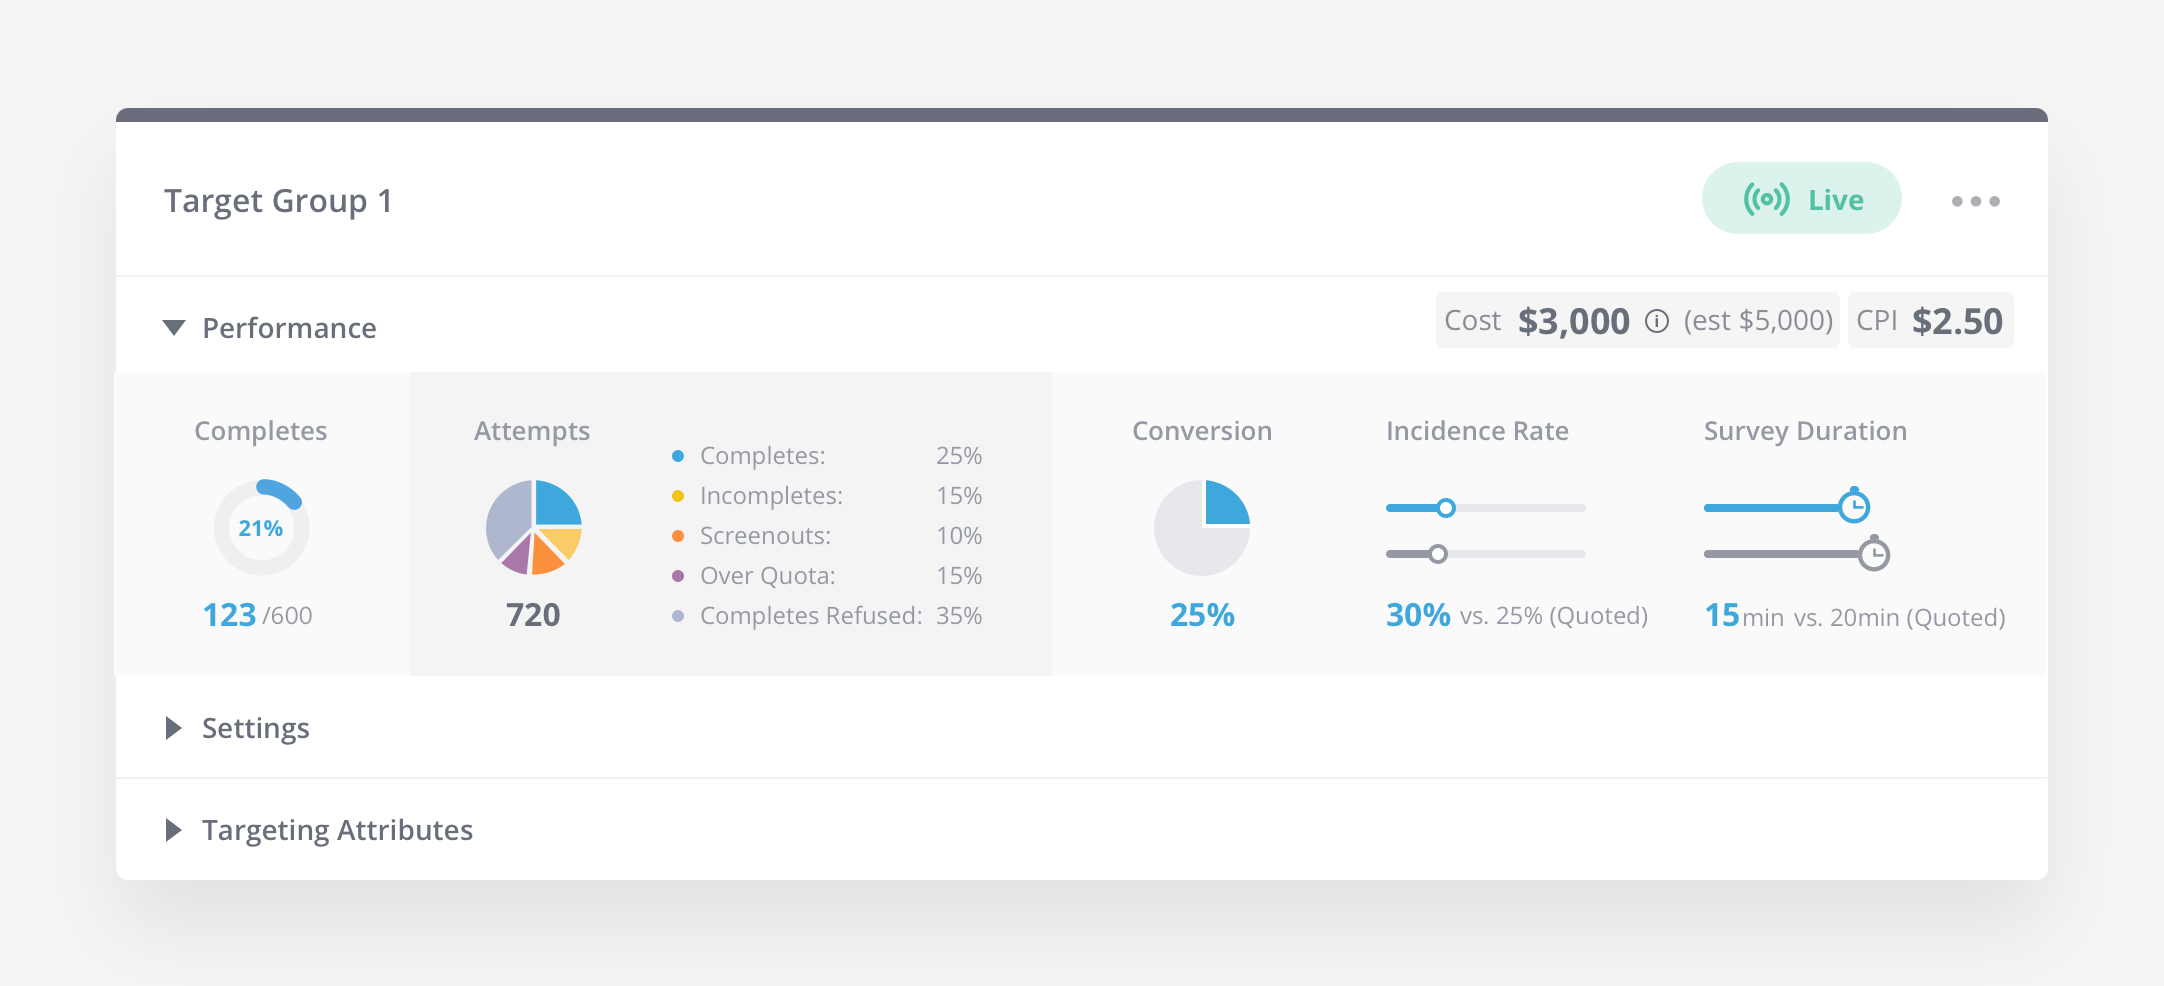 Target Group 1
Live
Performance
Cost $3,000 (est $5,000) CPI $2.50
Completes
21%
123 /600
Attempts
720
Completes: 25%
Incompletes: 15%
Screenouts: 10%
Over Quota: 15%
Completes Refused: 35%
Conversion
25%
Incidence Rate
30% vs. 25% (Quoted)
Survey Duration
15min vs. 20min (Quoted)
Settings
Targeting Attributes